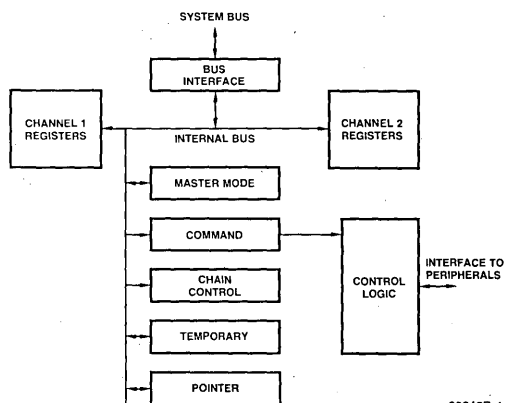 SYSTEM BUS
BUS
INTERFACE
CHANNEL 1
REGISTERS
INTERNAL BUS
CHANNEL 2
REGISTERS
MASTER MODE
COMMAND
CHAIN
CONTROL
CONTROL
LOGIC
INTERFACE TO
PERIPHERALS
TEMPORARY
POINTER